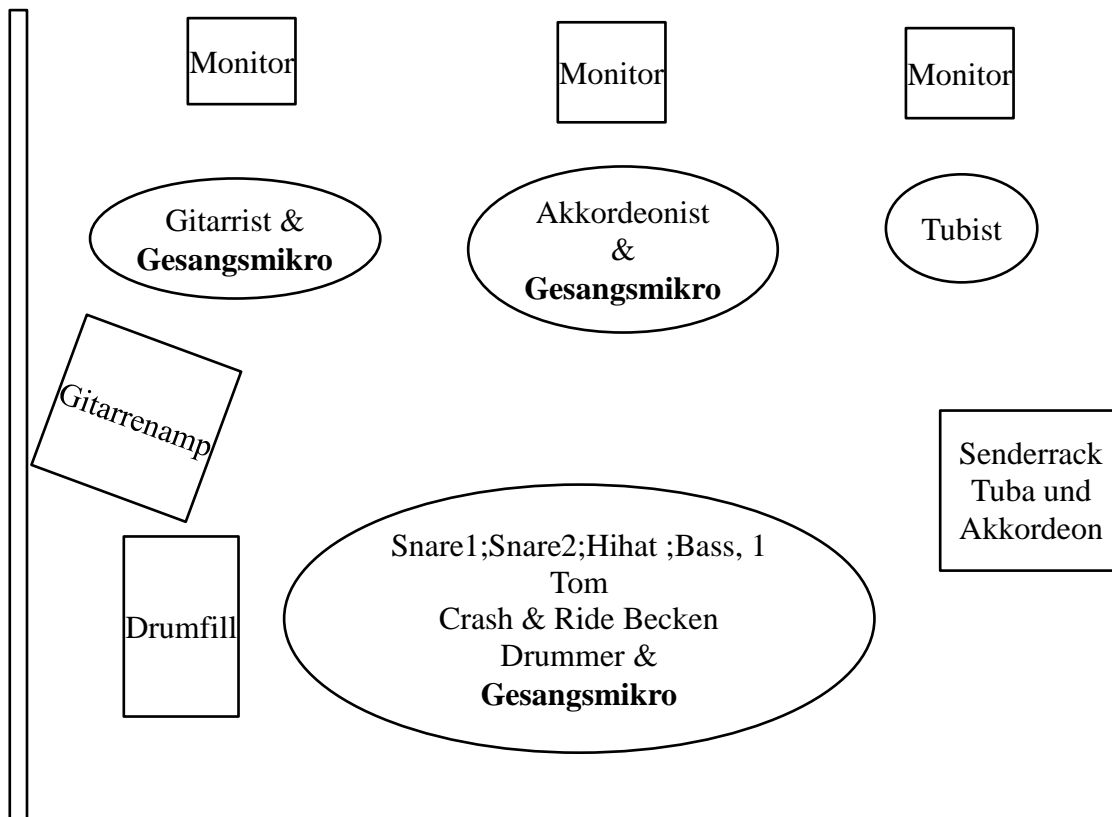 Monitor
Monitor
Monitor
Gitarrist &
Gesangsmikro
Akkordeonist
&
Gesangsmikro
Tubist
Gitarrenamp
Senderrack
Tuba und
Akkordeon
Drumfill
Snare1;Snare2;Hihat ;Bass, 1
Tom
Crash & Ride Becken
Drummer &
Gesangsmikro